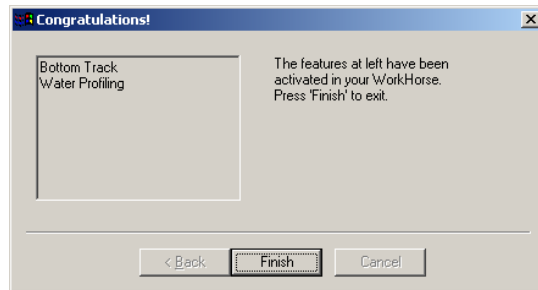 Congratulations!
Bottom Track
Water Profiling
The features at left have been
activated in your WorkHorse.
Press 'Finish' to exit.
< Back
Finish
Cancel